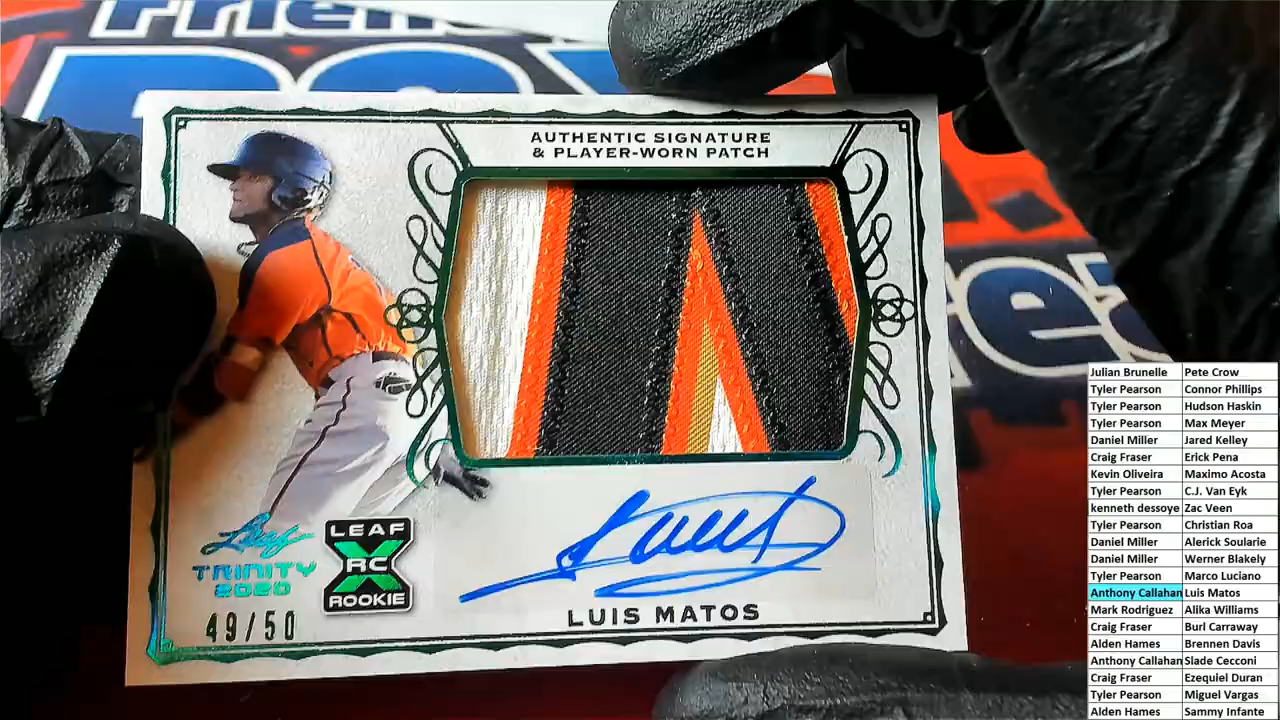 Frien
BOX
AUTHENTIC SIGNATURE
& PLAYER-WORN PATCH
Leaf
TRINITY
2020
49/50
LEAF
X
RC
ROOKIE
LUIS MATOS
Julian Brunelle Pete Crow
Tyler Pearson Connor Phillips
Tyler Pearson Hudson Haskin
Tyler Pearson Max Meyer
Daniel Miller Jared Kelley
Craig Fraser Erick Pena
Kevin Oliveira Maximo Acosta
Tyler Pearson C.J. Van Eyk
kenneth dessoye Zac Veen
Tyler Pearson Christian Roa
Daniel Miller Alerick Soularie
Daniel Miller Werner Blakely
Tyler Pearson Marco Luciano
Anthony Callahan Luis Matos
Mark Rodriguez Alika Williams
Craig Fraser Burl Carraway
Alden Hames Brennen Davis
Anthony Callahan Slade Cecconi
Craig Fraser Ezequiel Duran
Tyler Pearson Miguel Vargas
Alden Hames Sammy Infante